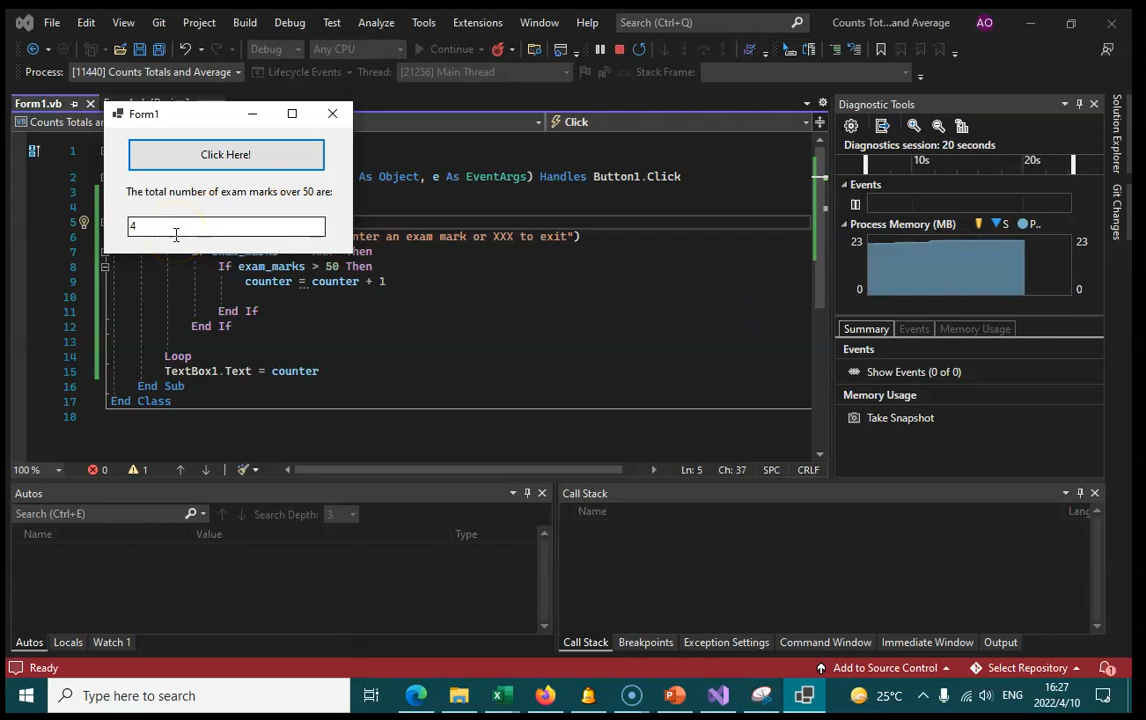 File Edit View Git Project Build Debug Test Analyze Tools Extensions Window Help Search (Ctrl+Q) Counts Tot...and Average AO
Debug Any CPU Continue
Process: [11440] Counts Totals and Average Lifecycle Events Thread: [21256] Main Thread Stack Frame:
Form1.vb
Form1
Counts Totals an
Click
Click Here!
The total number of exam marks over 50 are:
4
1
2 As Object, e As EventArgs) Handles Button1.Click
3
4
5
6 nter an exam mark or XXX to exit")
7 Then
8 If exam_marks > 50 Then
9 counter = counter + 1
10
11 End If
12 End If
13
14 Loop
15 TextBox1.Text = counter
16 End Sub
17 End Class
18
100 % 0 1 Ln: 5 Ch: 37 SPC CRLF
Diagnostic Tools
Diagnostics session: 20 seconds
10s 20s
Events
Process Memory (MB) S P..
23 23
0 0
Summary Events Memory Usage
Events
Show Events (0 of 0)
Memory Usage
Take Snapshot
Solution Explorer
Git Changes
Autos
Search (Ctrl+E) Search Depth: 3
Name Value Type
Autos Locals Watch 1
Call Stack
Name Lang
Call Stack Breakpoints Exception Settings Command Window Immediate Window Output
Ready Add to Source Control Select Repository 1
Type here to search
25°C ENG
16:27
2022/4/10